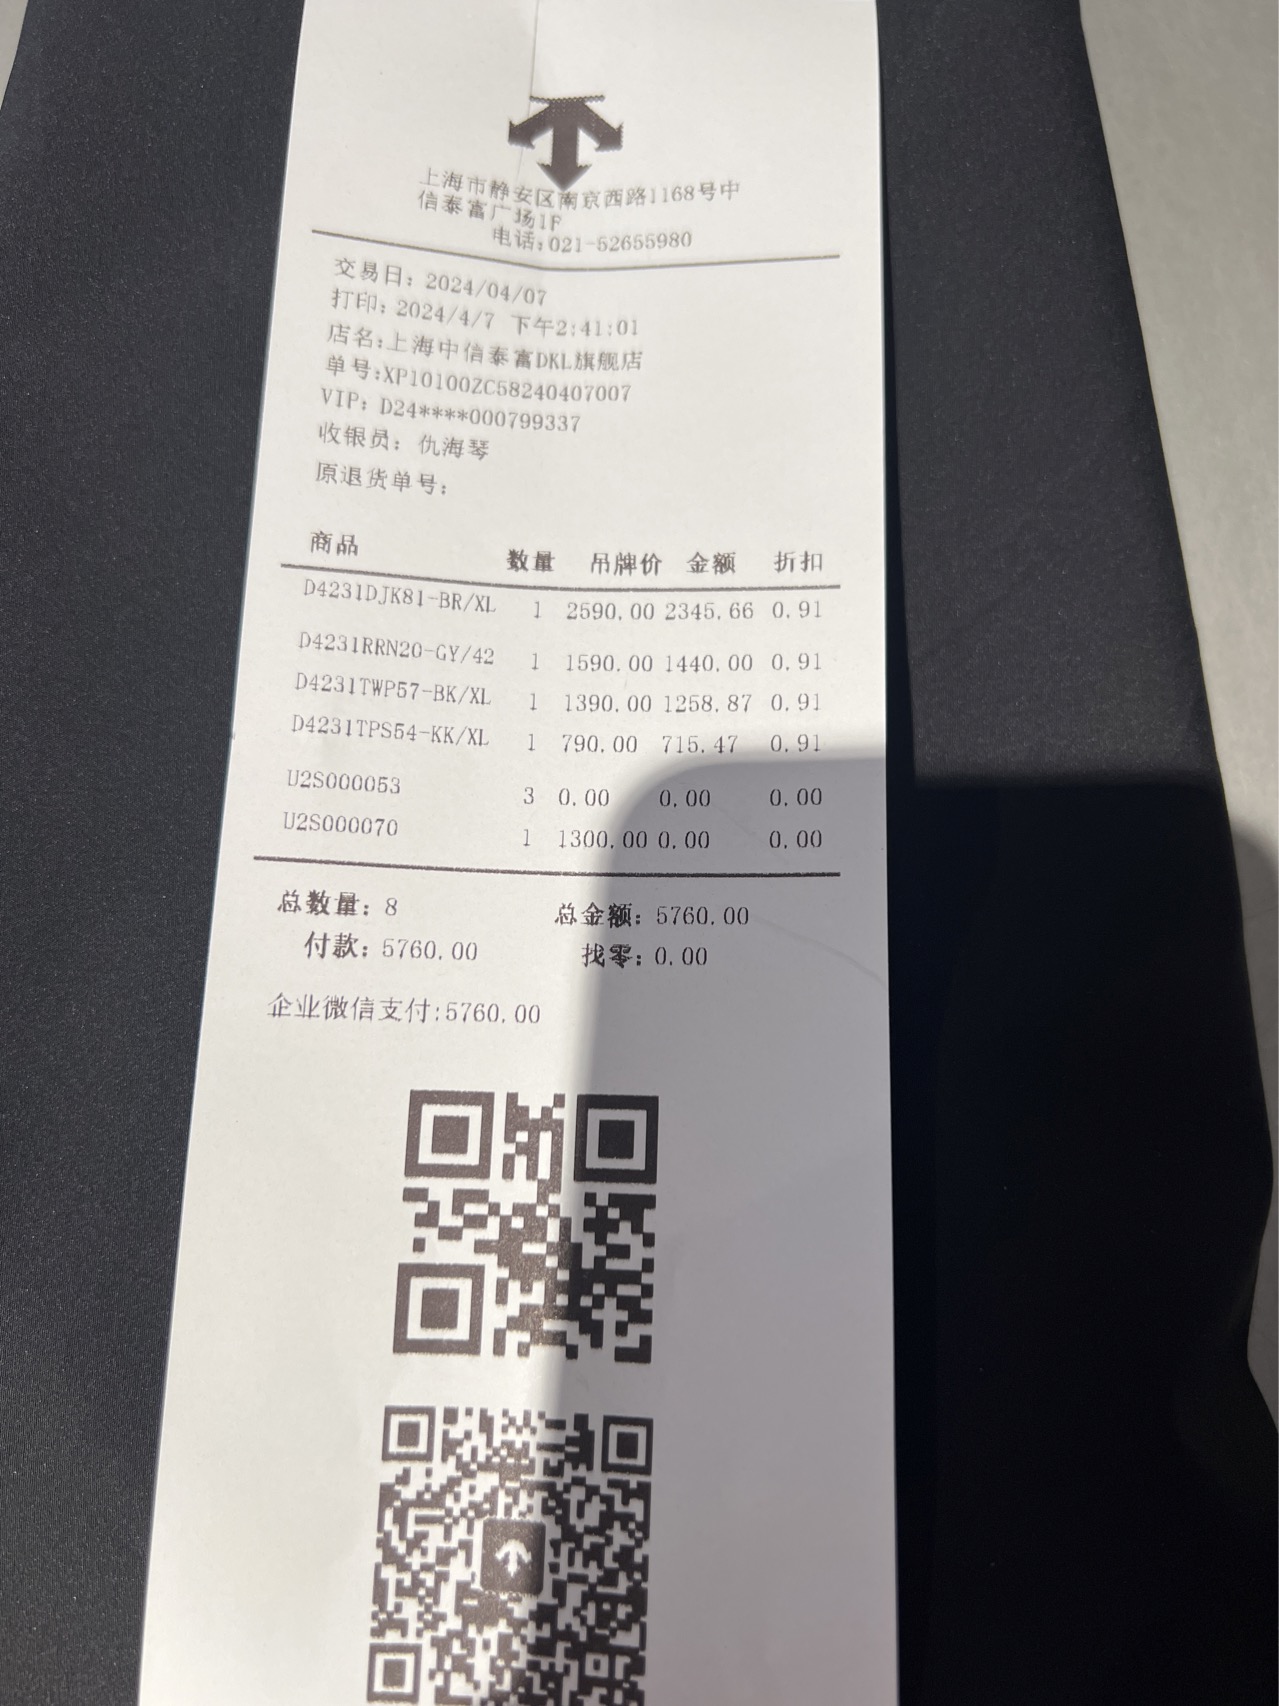 上海市静安区南京西路1168号中
信泰富广场1F
电话:021-52655980
交易日: 2024/04/07
打印: 2024/4/7 下午2:41:01
店名:上海中信泰富DKL旗舰店
单号:XP10100ZC58240407007
VIP: D24****000799337
收银员: 仇海琴
原退货单号:
商品 数量 吊牌价 金额 折扣
D4231DJK81-BR/XL 1 2590.00 2345.66 0.91
D4231RRN20-GY/42 1 1590.00 1440.00 0.91
D4231TWP57-BK/XL 1 1390.00 1258.87 0.91
D4231TPS54-KK/XL 1 790.00 715.47 0.91
U2S000053 3 0.00 0.00 0.00
U2S000070 1 1300.00 0.00 0.00
总数量: 8 总金额: 5760.00
付款: 5760.00 找零: 0.00
企业微信支付:5760.00